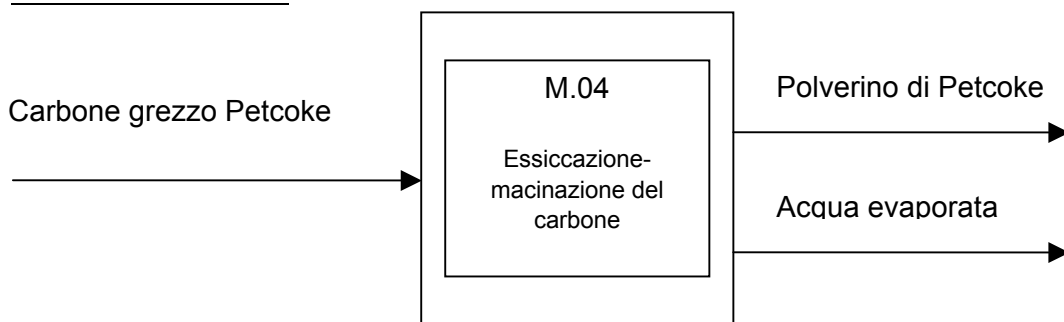 Carbone grezzo Petcoke
M.04
Essiccazione-
macinazione del
carbone
Polverino di Petcoke
Acqua evaporata